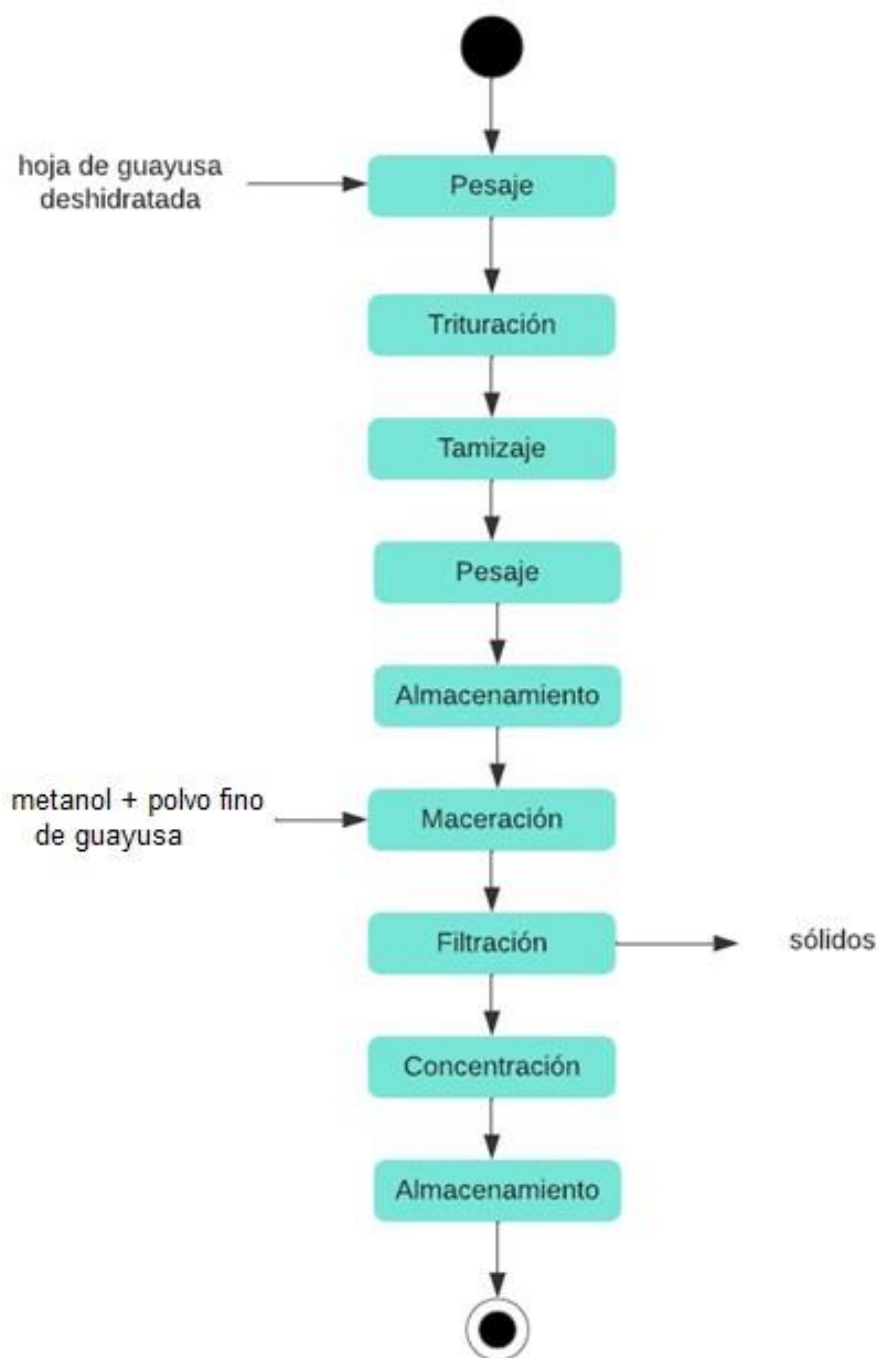 hoja de guayusa
deshidratada
Pesaje
Trituración
Tamizaje
Pesaje
Almacenamiento
metanol + polvo fino
de guayusa
Maceración
Filtración
sólidos
Concentración
Almacenamiento